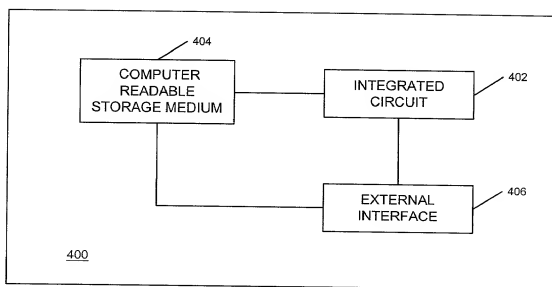 404
COMPUTER
READABLE
STORAGE MEDIUM
INTEGRATED
CIRCUIT
402
EXTERNAL
INTERFACE
406
400